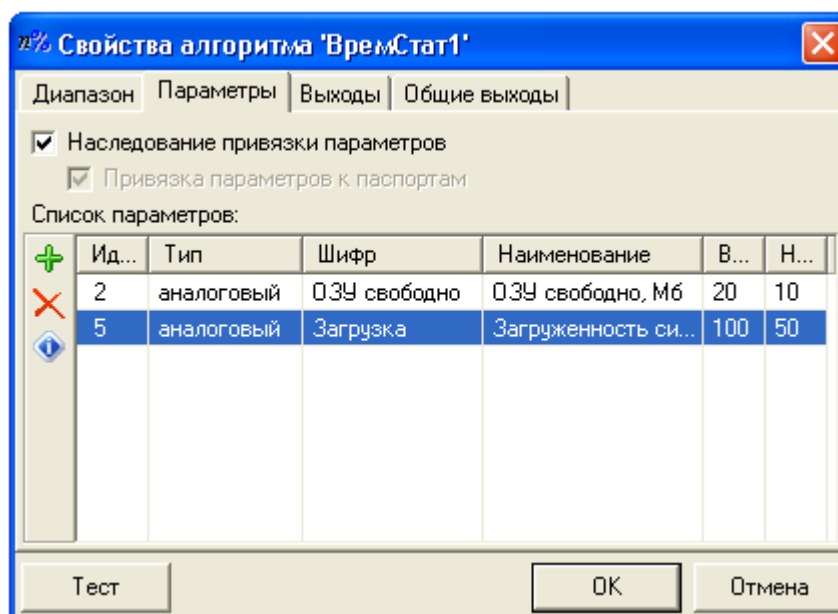 n% Свойства алгоритма 'ВремСтат1'
Диапазон Параметры Выходы Общие выходы
Наследование привязки параметров
Привязка параметров к паспортам
Список параметров:
Ид... Тип Шифр Наименование В... Н...
2 аналоговый ОЗУ свободно ОЗУ свободно, Мб 20 10
5 аналоговый Загрузка Загруженность си... 100 50
Тест OK Отмена